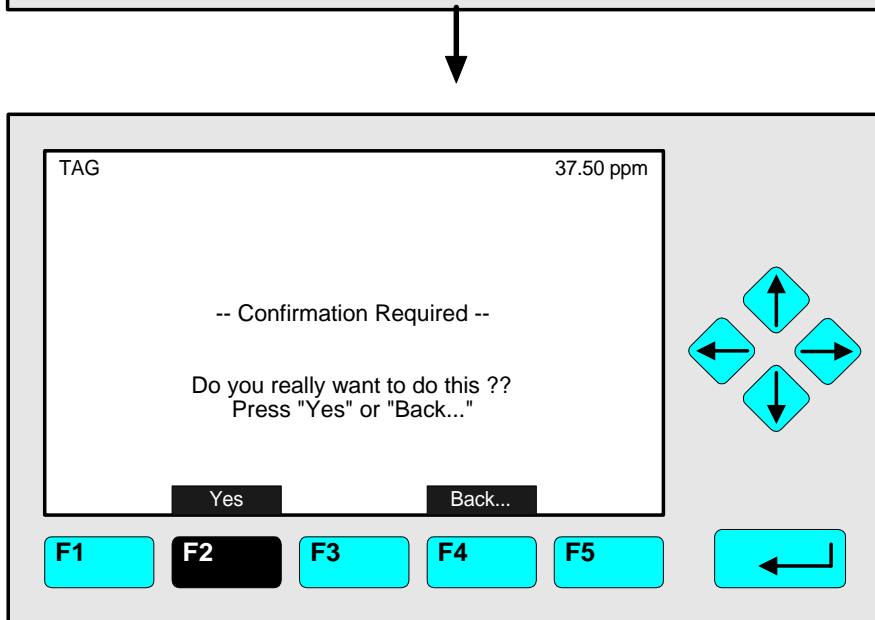 TAG 37.50 ppm
-- Confirmation Required --
Do you really want to do this ??
Press "Yes" or "Back..."
Yes Back...
F1 F2 F3 F4 F5